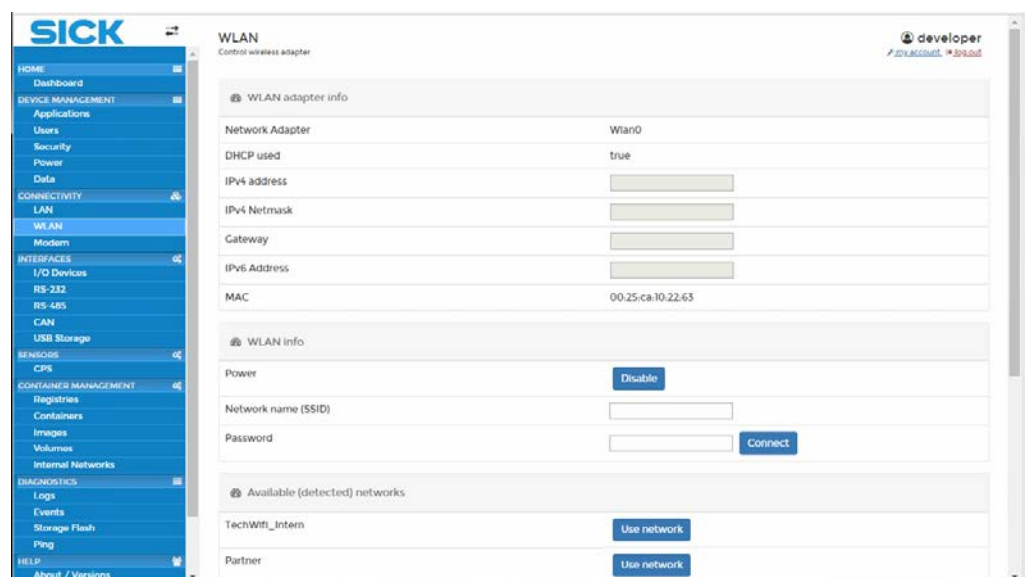 SICK
HOME
Dashboard
DEVICE MANAGEMENT
Applications
Users
Security
Power
Data
CONNECTIVITY
LAN
WLAN
Modem
INTERFACES
I/O Devices
RS-232
RS-485
CAN
USB Storage
SENSORS
CPS
CONTAINER MANAGEMENT
Registries
Containers
Images
Volumes
Internal Networks
DIAGNOSTICS
Logs
Events
Storage Flash
Ping
HELP
About / Versions
WLAN
Control wireless adapter
developer
my account log out
WLAN adapter info
Network Adapter Wlan0
DHCP used true
IPv4 address
IPv4 Netmask
Gateway
IPv6 Address
MAC 00:25:ca:10:22:63
WLAN info
Power Disable
Network name (SSID)
Password Connect
Available (detected) networks
TechWifi_Intern Use network
Partner Use network